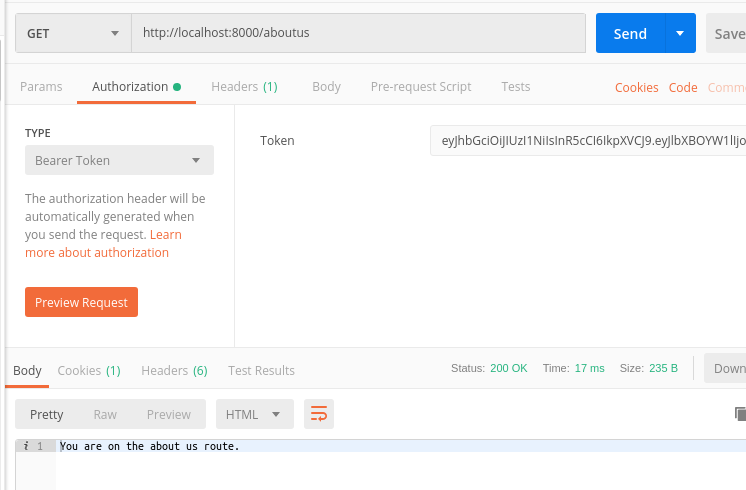 GET
http://localhost:8000/aboutus
Send
Save
Params
Authorization
Headers (1)
Body
Pre-request Script
Tests
Cookies
Code
Comm
TYPE
Bearer Token
The authorization header will be
automatically generated when
you send the request. Learn
more about authorization
Preview Request
Token
Body
Cookies (1)
Headers (6)
Test Results
Status: 200 OK
Time: 17 ms
Size: 235 B
Down
Pretty
Raw
Preview
HTML
i 1
You are on the about us route.